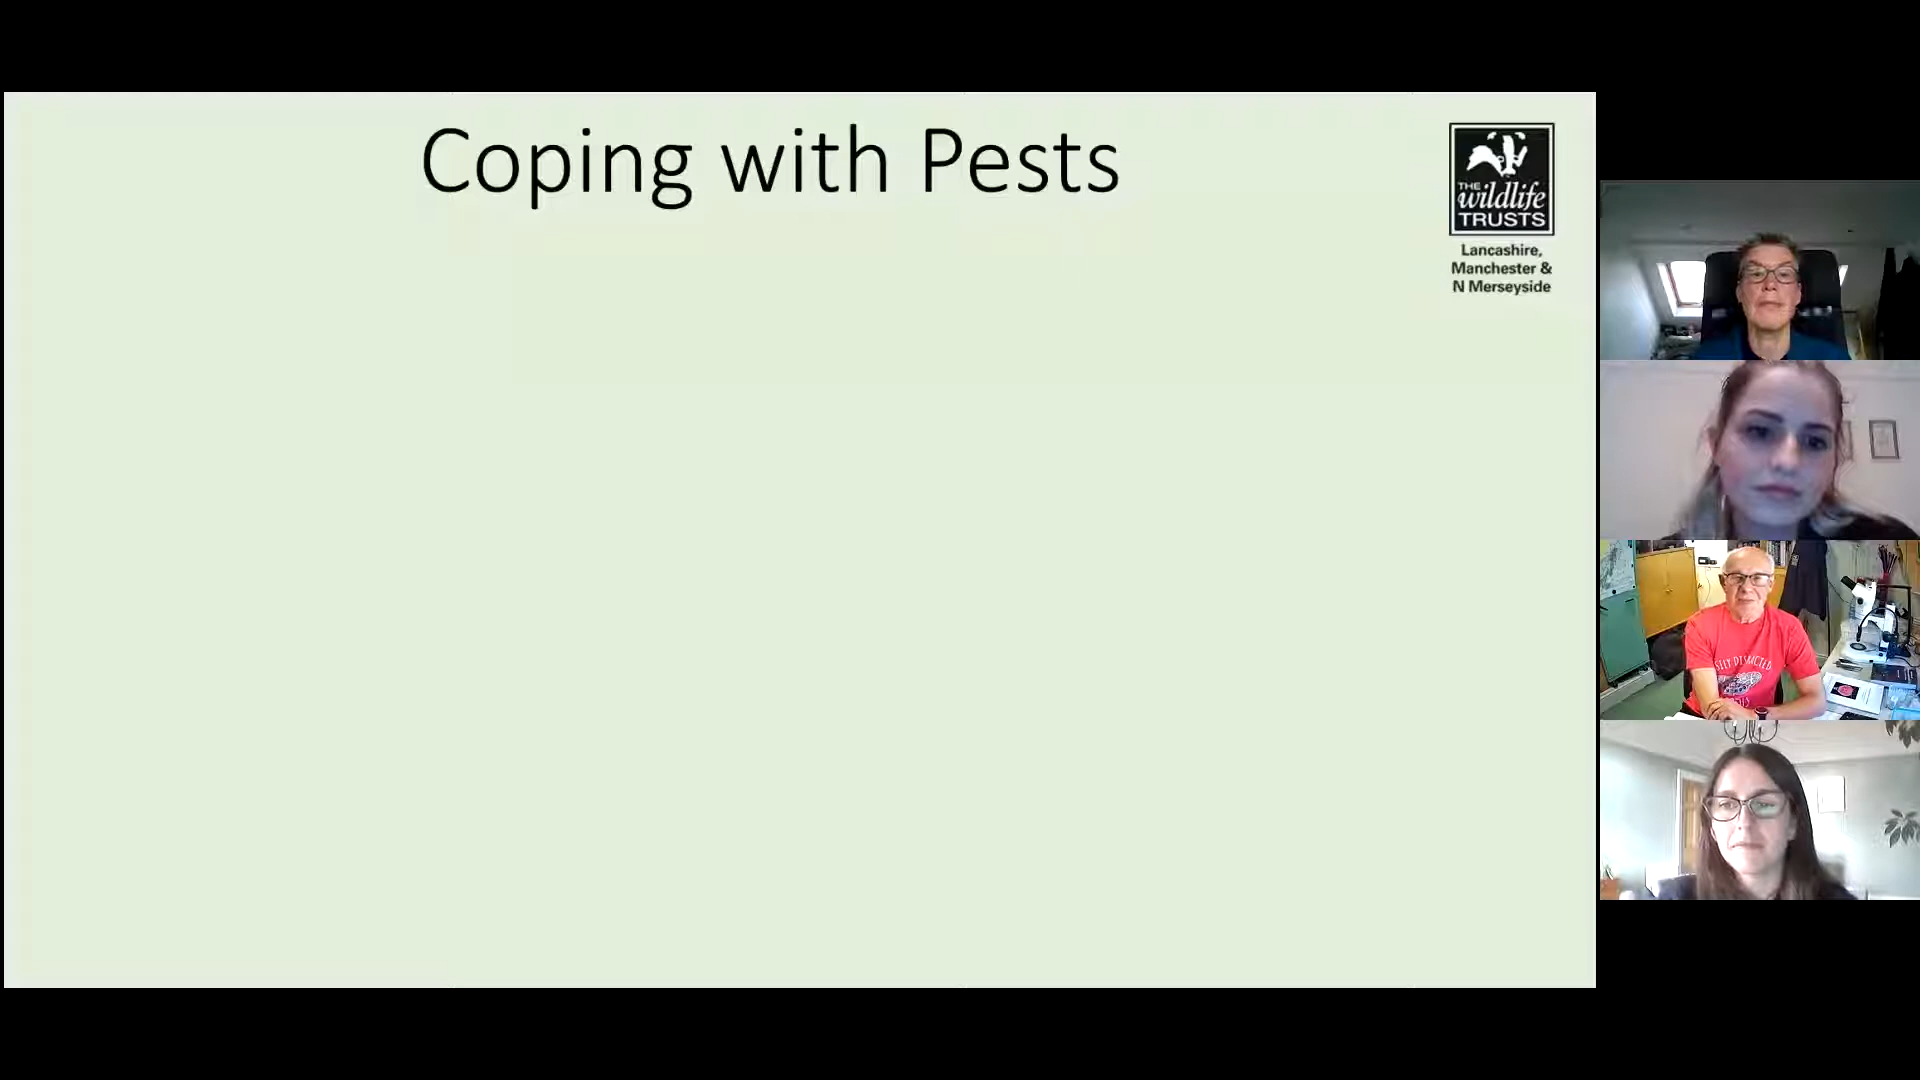 Coping with Pests
THE
wildlife
TRUSTS
Lancashire,
Manchester &
N Merseyside